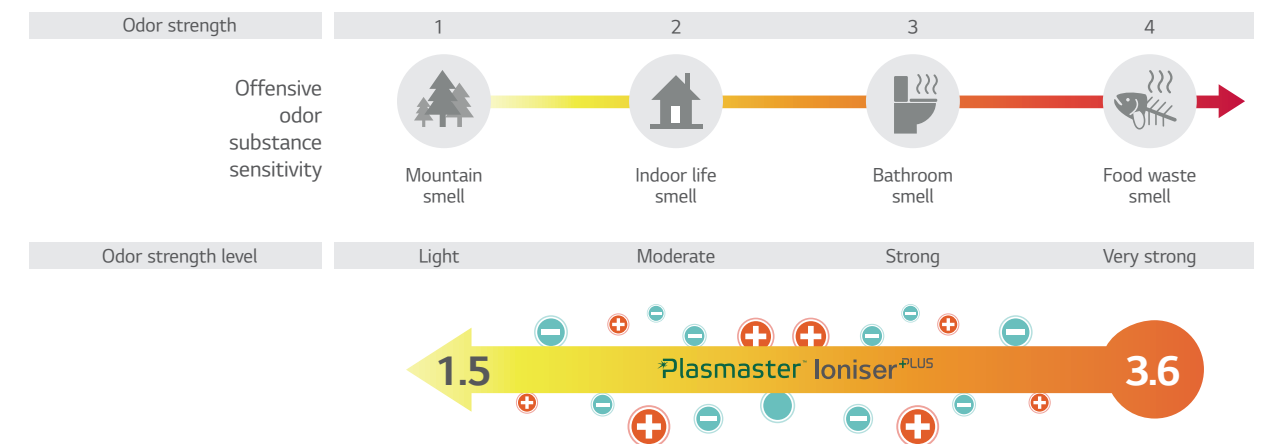 Odor strength 1 2 3 4
Offensive
odor
substance
sensitivity
Mountain
smell
Indoor life
smell
Bathroom
smell
Food waste
smell
Odor strength level Light Moderate Strong Very strong
1.5 Plasmaster™ Ioniser+PLUS 3.6